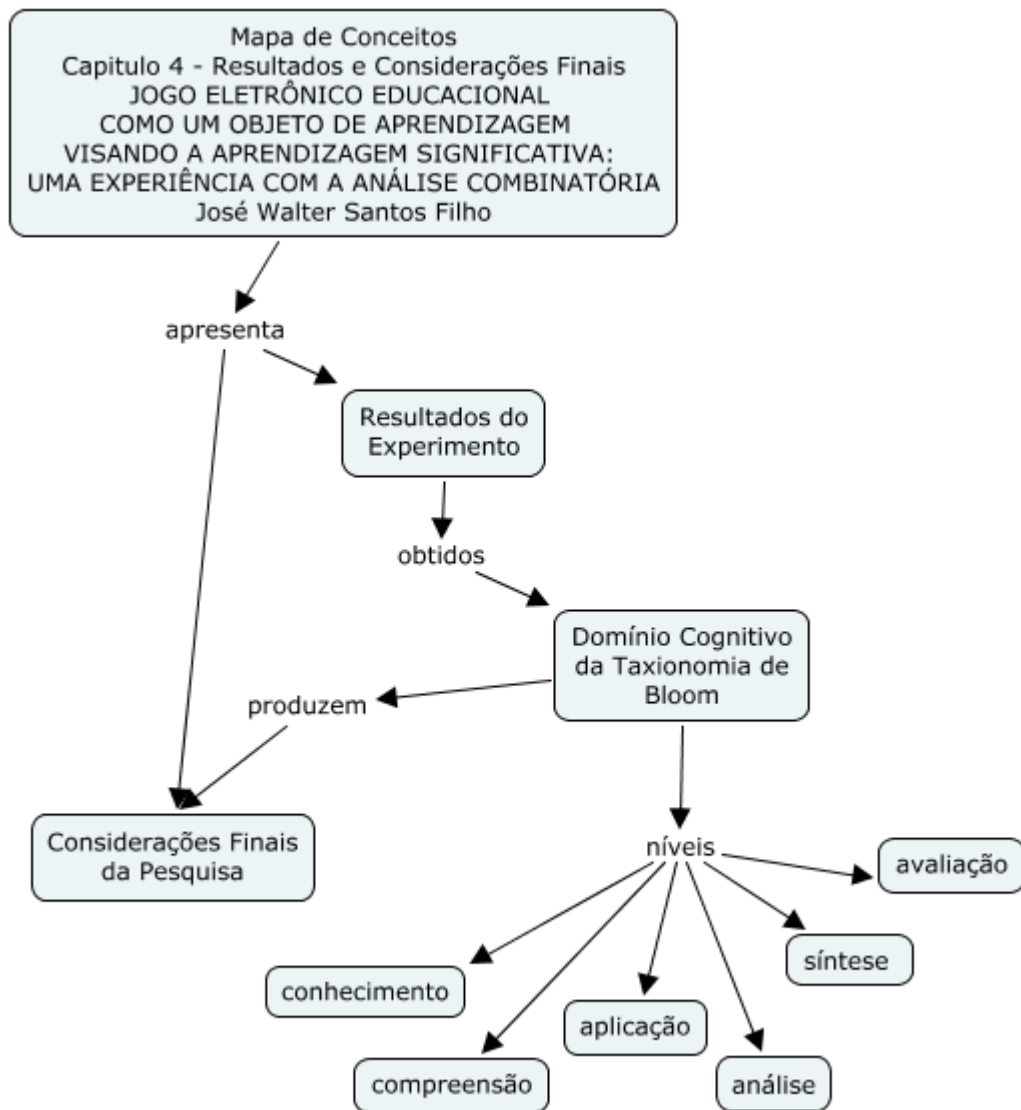 Mapa de Conceitos
Capitulo 4 - Resultados e Considerações Finais
JOGO ELETRÔNICO EDUCACIONAL
COMO UM OBJETO DE APRENDIZAGEM
VISANDO A APRENDIZAGEM SIGNIFICATIVA:
UMA EXPERIÊNCIA COM A ANÁLISE COMBINATÓRIA
José Walter Santos Filho
apresenta
Resultados do
Experimento
obtidos
Domínio Cognitivo
da Taxionomia de
Bloom
produzem
Considerações Finais
da Pesquisa
níveis
avaliação
síntese
conhecimento
aplicação
compreensão
análise